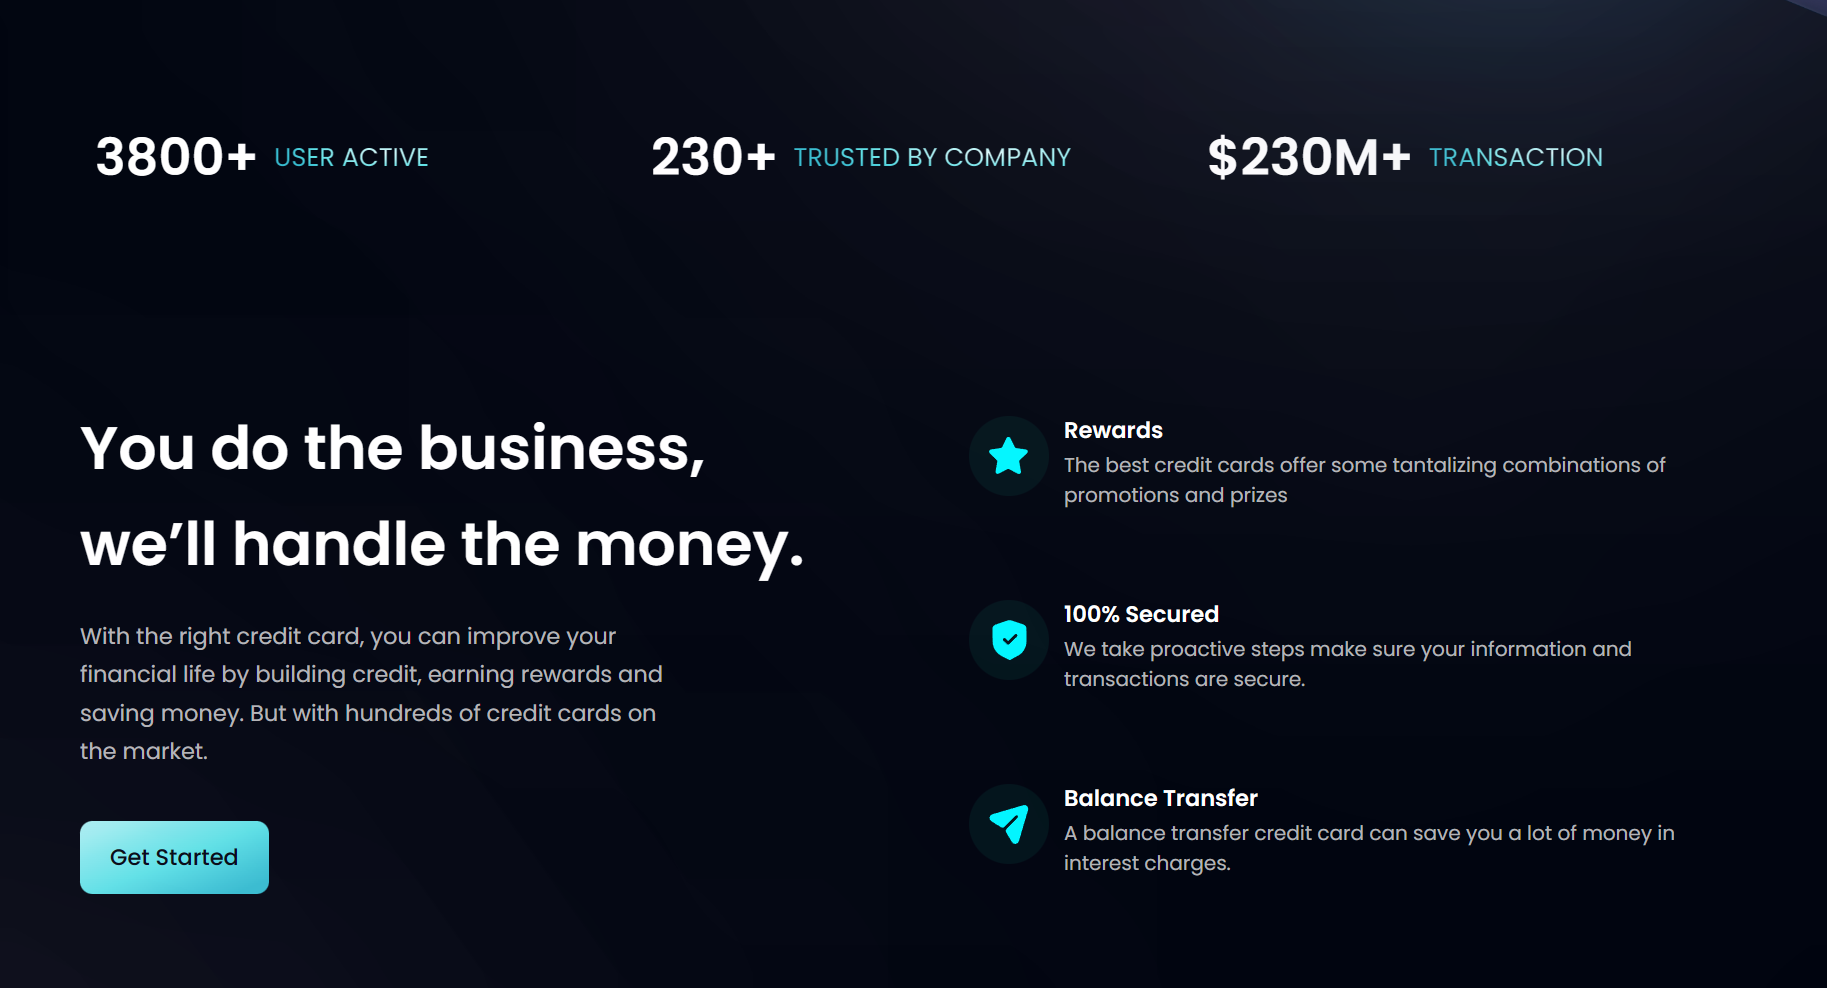 3800+ USER ACTIVE
230+ TRUSTED BY COMPANY
$230M+ TRANSACTION
You do the business,
we’ll handle the money.
With the right credit card, you can improve your
financial life by building credit, earning rewards and
saving money. But with hundreds of credit cards on
the market.
Get Started
Rewards
The best credit cards offer some tantalizing combinations of
promotions and prizes
100% Secured
We take proactive steps make sure your information and
transactions are secure.
Balance Transfer
A balance transfer credit card can save you a lot of money in
interest charges.